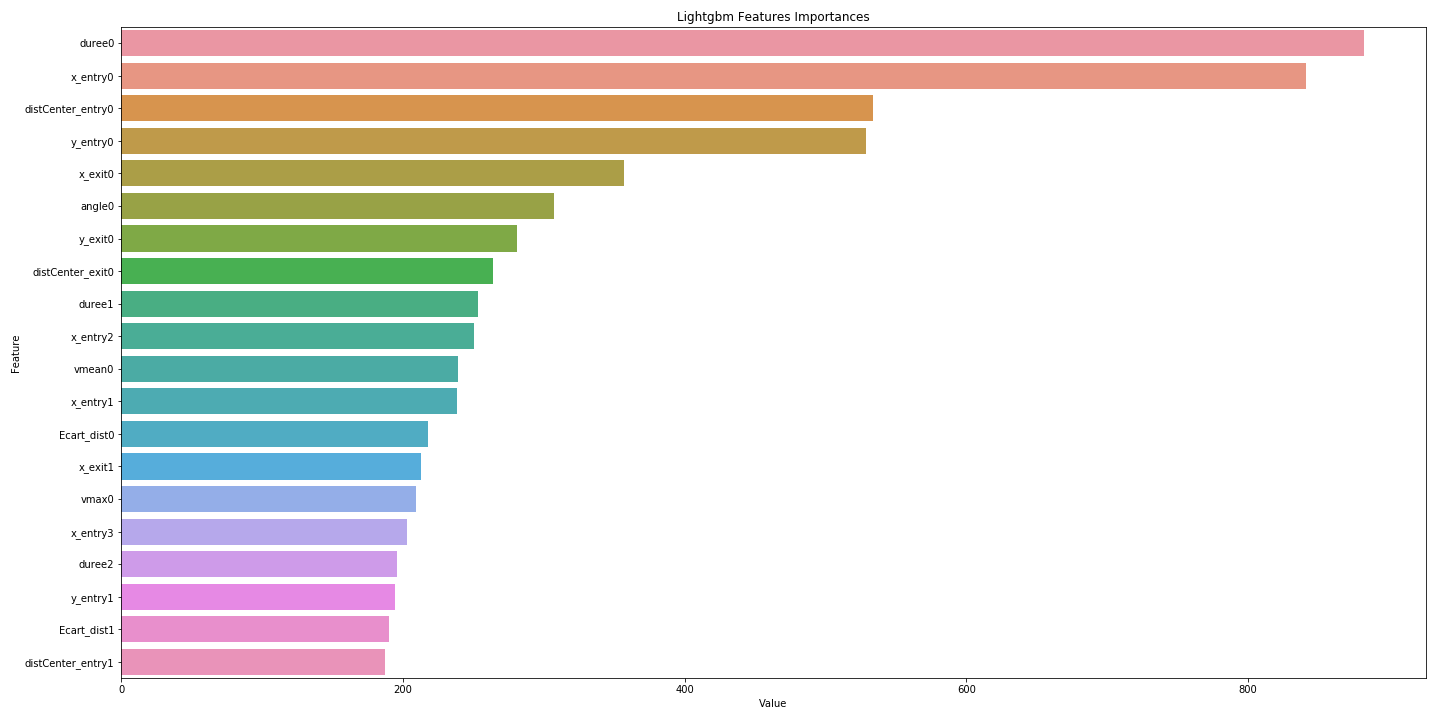 Lightgbm Features Importances
Feature
duree0
x_entry0
distCenter_entry0
y_entry0
x_exit0
angle0
y_exit0
distCenter_exit0
duree1
x_entry2
vmean0
x_entry1
Ecart_dist0
x_exit1
vmax0
x_entry3
duree2
y_entry1
Ecart_dist1
distCenter_entry1
0 200 400 600 800
Value